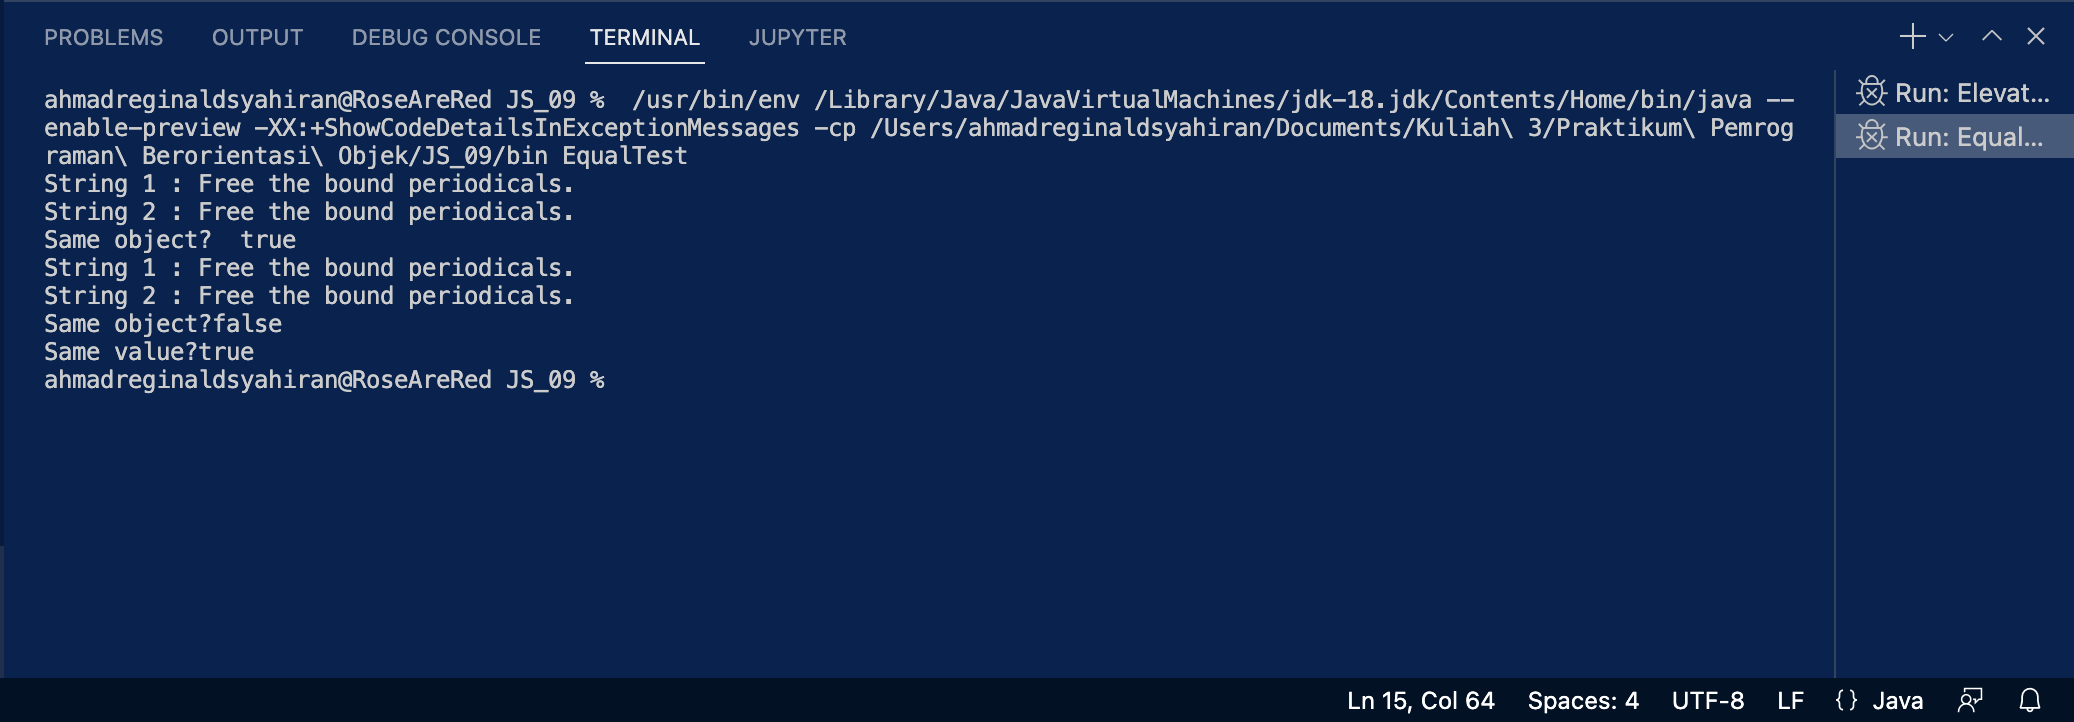 PROBLEMS OUTPUT DEBUG CONSOLE TERMINAL JUPYTER
ahmadreginaldsyahiran@RoseAreRed JS_09 %  /usr/bin/env /Library/Java/JavaVirtualMachines/jdk-18.jdk/Contents/Home/bin/java --
enable-preview -XX:+ShowCodeDetailsInExceptionMessages -cp /Users/ahmadreginaldsyahiran/Documents/Kuliah\ 3/Praktikum\ Pemrog
raman\ Berorientasi\ Objek/JS_09/bin EqualTest
String 1 : Free the bound periodicals.
String 2 : Free the bound periodicals.
Same object?  true
String 1 : Free the bound periodicals.
String 2 : Free the bound periodicals.
Same object?false
Same value?true
ahmadreginaldsyahiran@RoseAreRed JS_09 %
Run: Elevat...
Run: Equal...
Ln 15, Col 64 Spaces: 4 UTF-8 LF {} Java